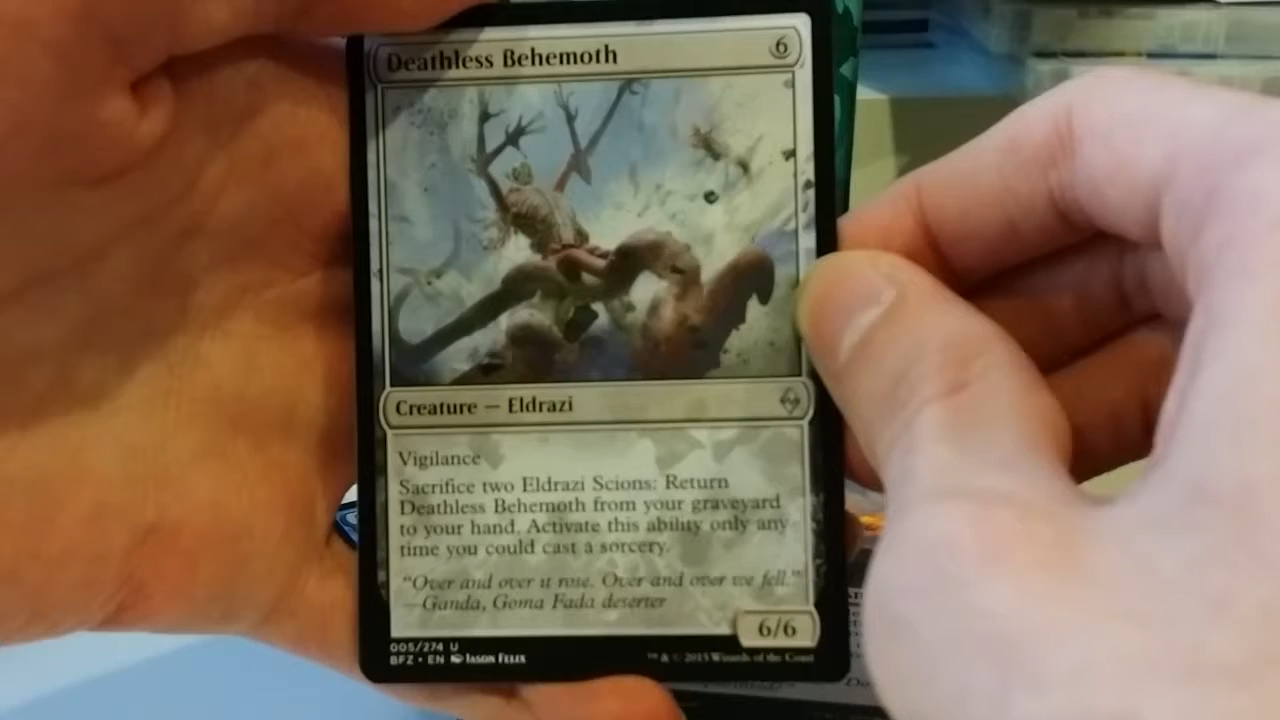 Deathless Behemoth
6
Creature — Eldrazi
Vigilance
Sacrifice two Eldrazi Scions: Return
Deathless Behemoth from your graveyard
to your hand. Activate this ability only any
time you could cast a sorcery.
"Over and over it rose. Over and over we fell."
—Ganda, Goma Fada deserter
6/6
005/274 U
BFZ • EN Jason Felix
™ & © 2015 Wizards of the Coast